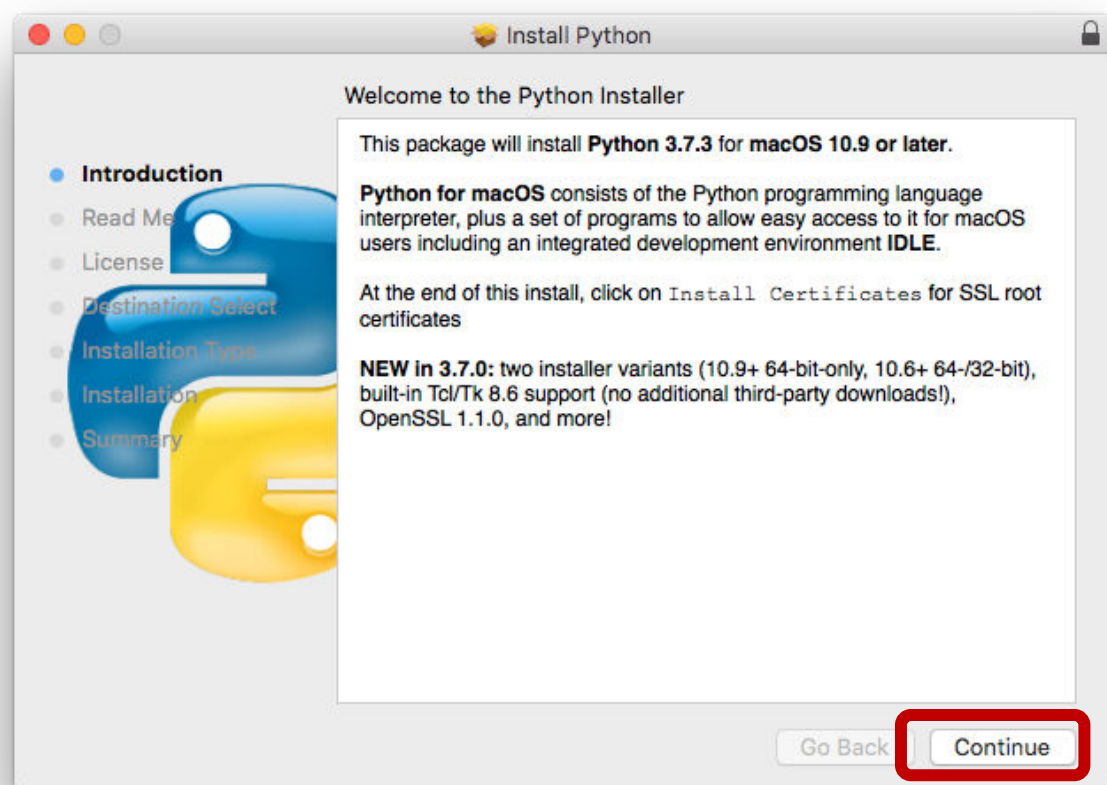 Install Python
Welcome to the Python Installer
Introduction
Read Me
License
Destination Select
Installation Type
Installation
Summary
This package will install Python 3.7.3 for macOS 10.9 or later.
Python for macOS consists of the Python programming language
interpreter, plus a set of programs to allow easy access to it for macOS
users including an integrated development environment IDLE.
At the end of this install, click on Install Certificates for SSL root
certificates
NEW in 3.7.0: two installer variants (10.9+ 64-bit-only, 10.6+ 64-/32-bit),
built-in Tcl/Tk 8.6 support (no additional third-party downloads!),
OpenSSL 1.1.0, and more!
Go Back
Continue